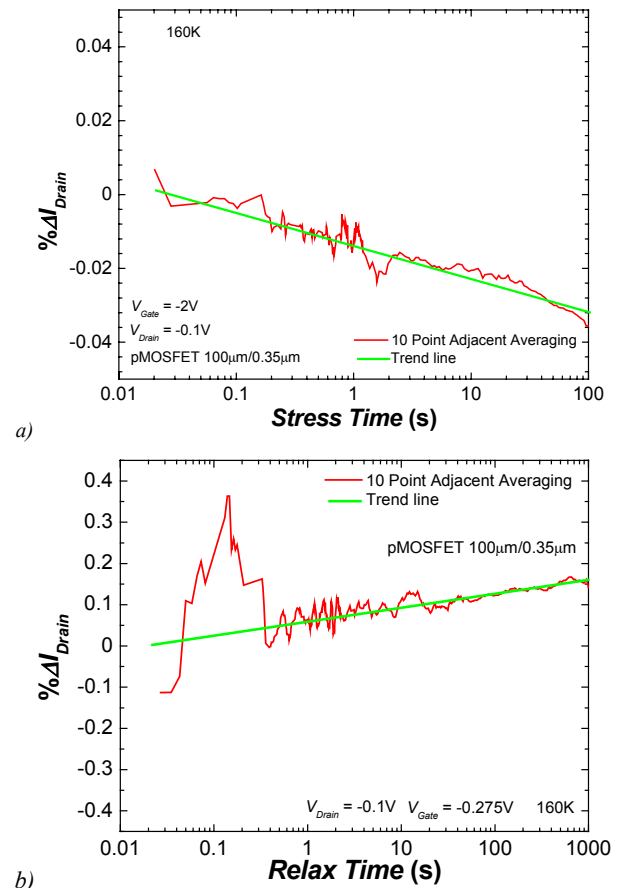 160K
0.04
0.02
0
-0.02
-0.04
%ΔI_Drain
V_Gate = -2V
V_Drain = -0.1V
pMOSFET 100μm/0.35μm
10 Point Adjacent Averaging
Trend line
0.01 0.1 1 10 100
Stress Time (s)
a)
0.4
0.3
0.2
0.1
0
-0.1
-0.2
-0.3
-0.4
%ΔI_Drain
10 Point Adjacent Averaging
Trend line
pMOSFET 100μm/0.35μm
V_Drain = -0.1V V_Gate = -0.275V 160K
0.01 0.1 1 10 100 1000
Relax Time (s)
b)